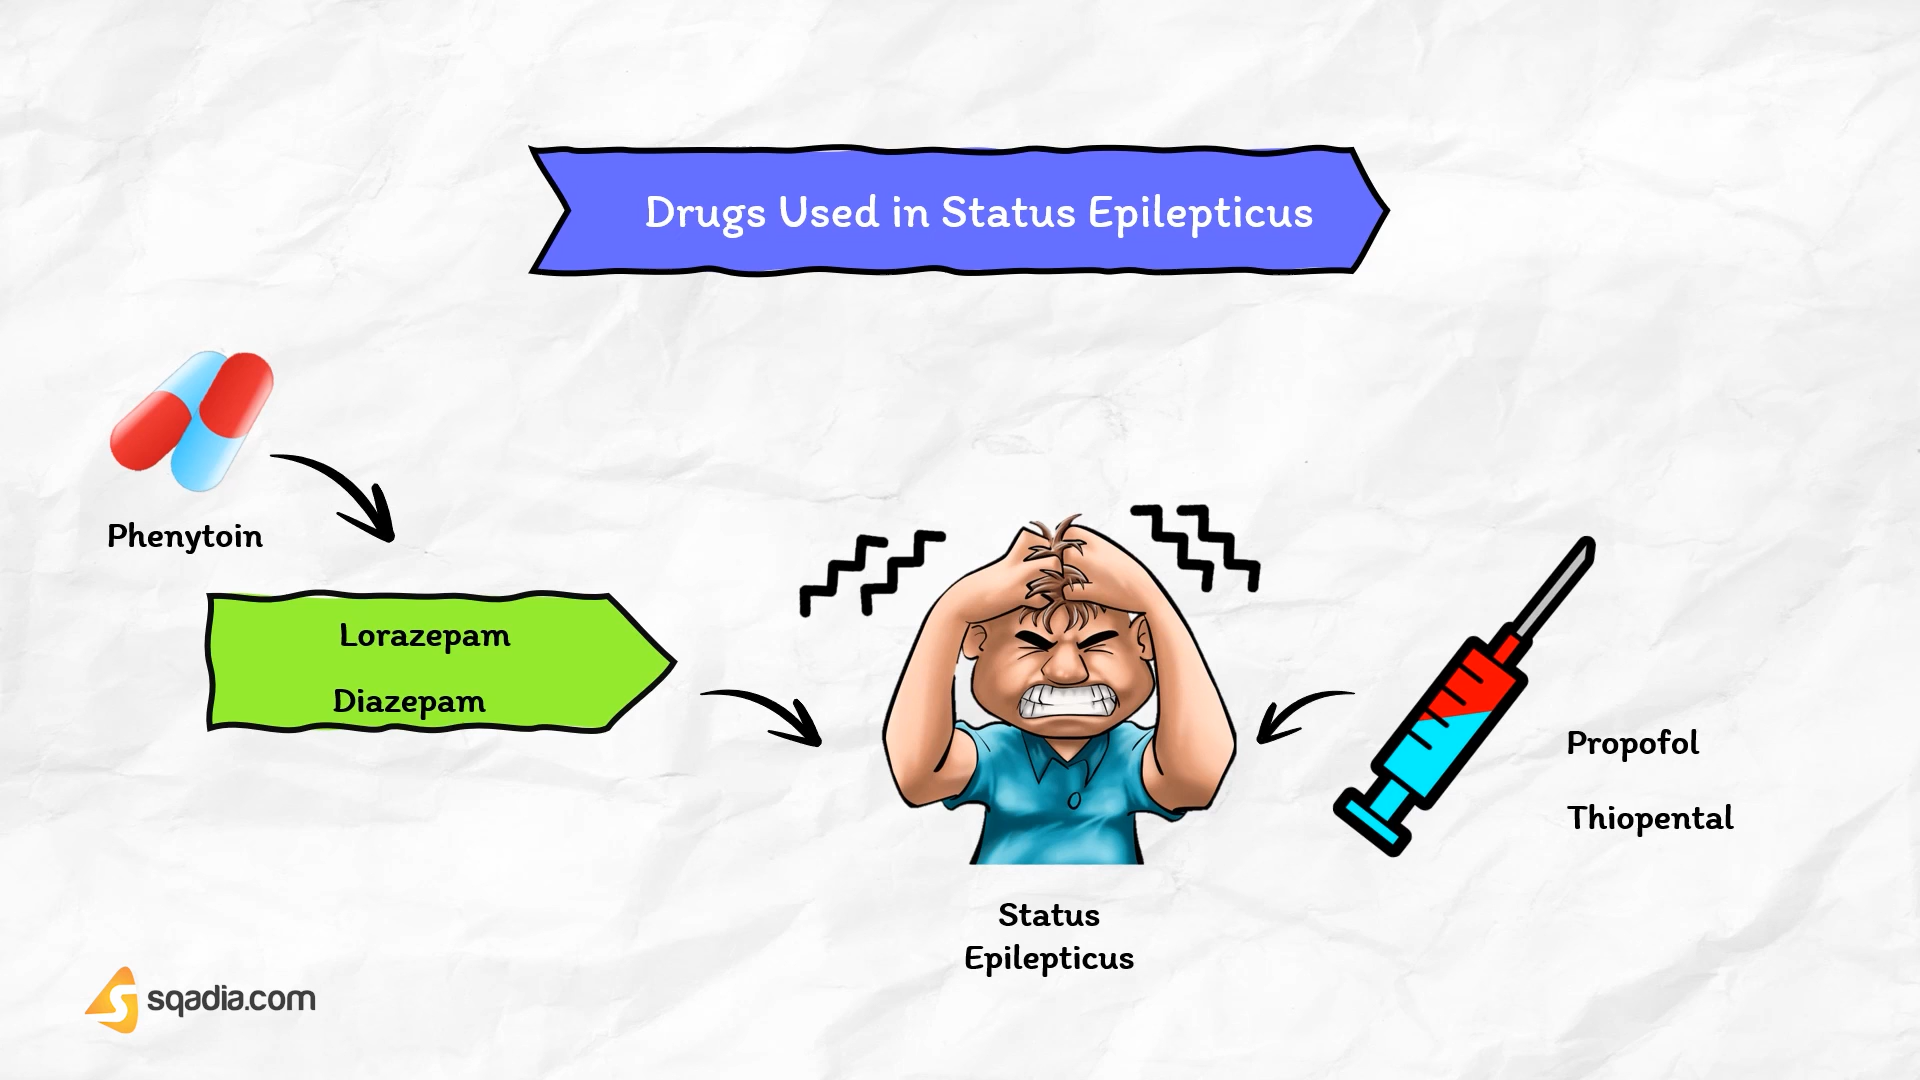 Drugs Used in Status Epilepticus
Phenytoin
Lorazepam
Diazepam
Propofol
Thiopental
Status
Epilepticus
sqadia.com